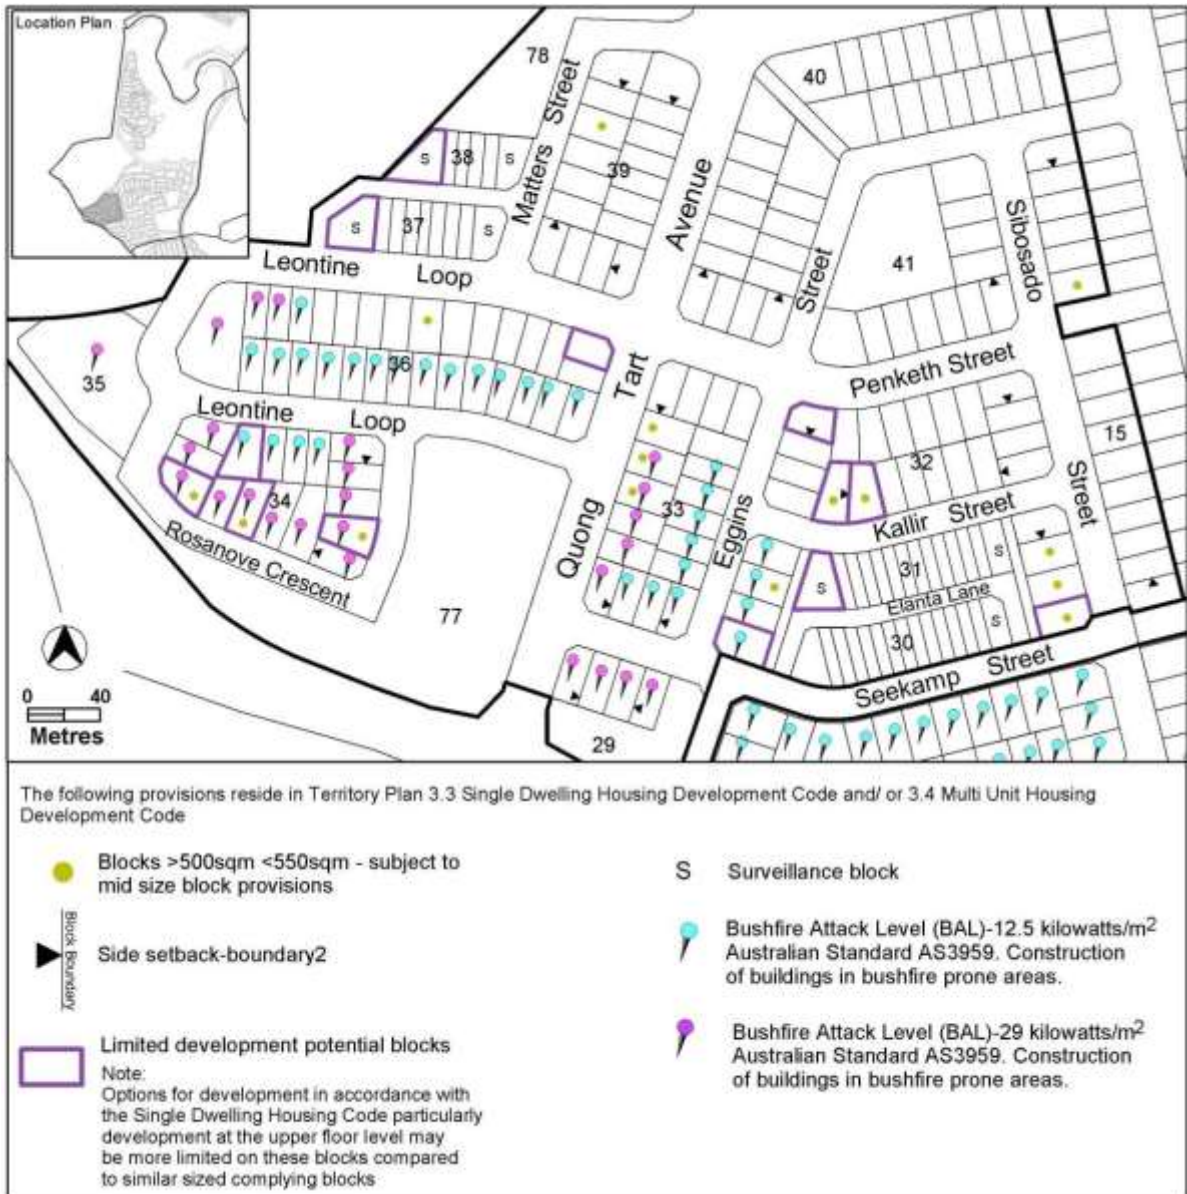 Location Plan
78
Matters Street
40
38
S
S
39
37
S
S
Avenue
Street
41
Sibosado
Leontine Loop
35
36
Tart
Penketh Street
15
Leontine Loop
34
32
33
Quong
Eggins
Kallir Street
Street
Rosanove Crescent
S
31
S
Elanta Lane
77
30
S
Seekamp Street
0 40
Metres
29
The following provisions reside in Territory Plan 3.3 Single Dwelling Housing Development Code and/ or 3.4 Multi Unit Housing
Development Code
Blocks >500sqm <550sqm - subject to
mid size block provisions
Block Boundary
Side setback-boundary2
Limited development potential blocks
Note:
Options for development in accordance with
the Single Dwelling Housing Code particularly
development at the upper floor level may
be more limited on these blocks compared
to similar sized complying blocks
S Surveillance block
Bushfire Attack Level (BAL)-12.5 kilowatts/m²
Australian Standard AS3959. Construction
of buildings in bushfire prone areas.
Bushfire Attack Level (BAL)-29 kilowatts/m²
Australian Standard AS3959. Construction
of buildings in bushfire prone areas.